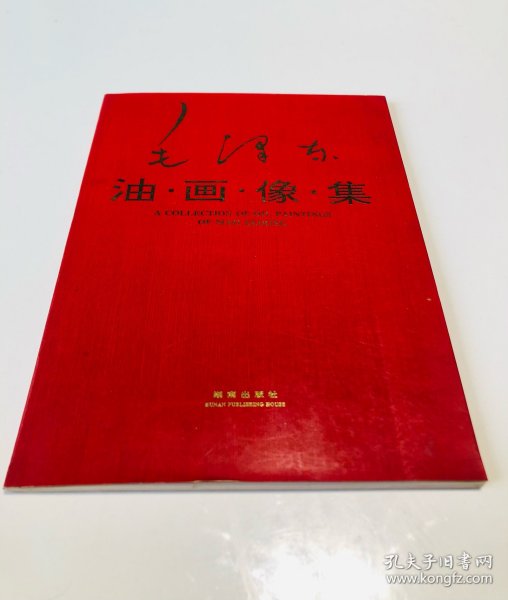 毛泽东
油·画·像·集
A COLLECTION OF OIL PAINTINGS
OF MAO ZEDONG
湖南出版社
HUNAN PUBLISHING HOUSE
孔夫子旧书网
www.kongfz.com